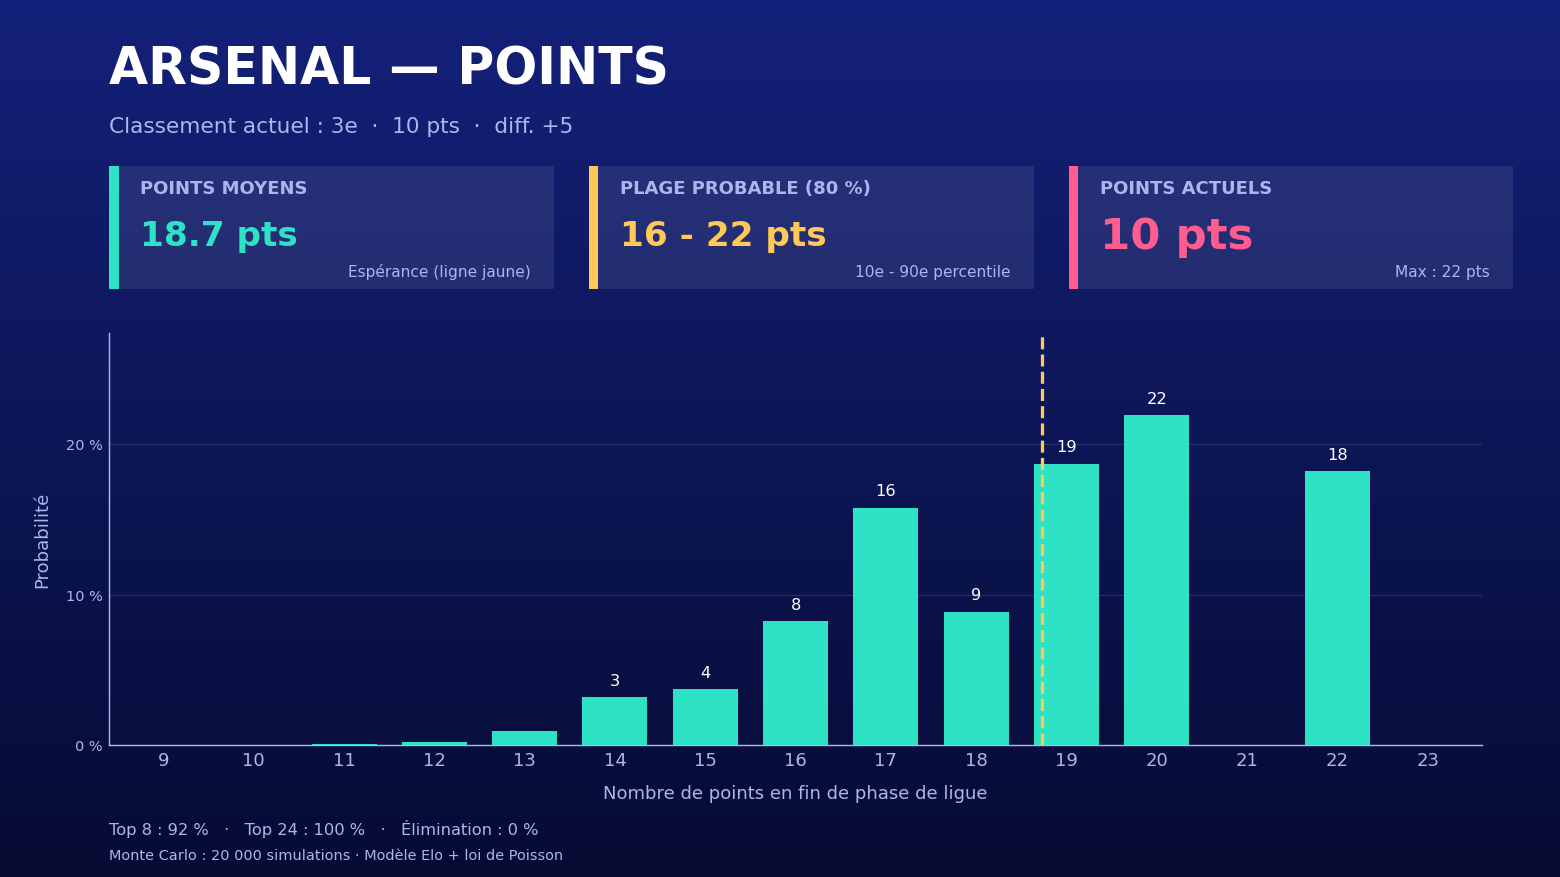 ARSENAL — POINTS
Classement actuel : 3e · 10 pts · diff. +5
POINTS MOYENS
18.7 pts
Espérance (ligne jaune)
PLAGE PROBABLE (80 %)
16 - 22 pts
10e - 90e percentile
POINTS ACTUELS
10 pts
Max : 22 pts
Probabilité
20 %
10 %
0 %
3
4
8
16
9
19
22
18
9 10 11 12 13 14 15 16 17 18 19 20 21 22 23
Nombre de points en fin de phase de ligue
Top 8 : 92 % · Top 24 : 100 % · Élimination : 0 %
Monte Carlo : 20 000 simulations · Modèle Elo + loi de Poisson